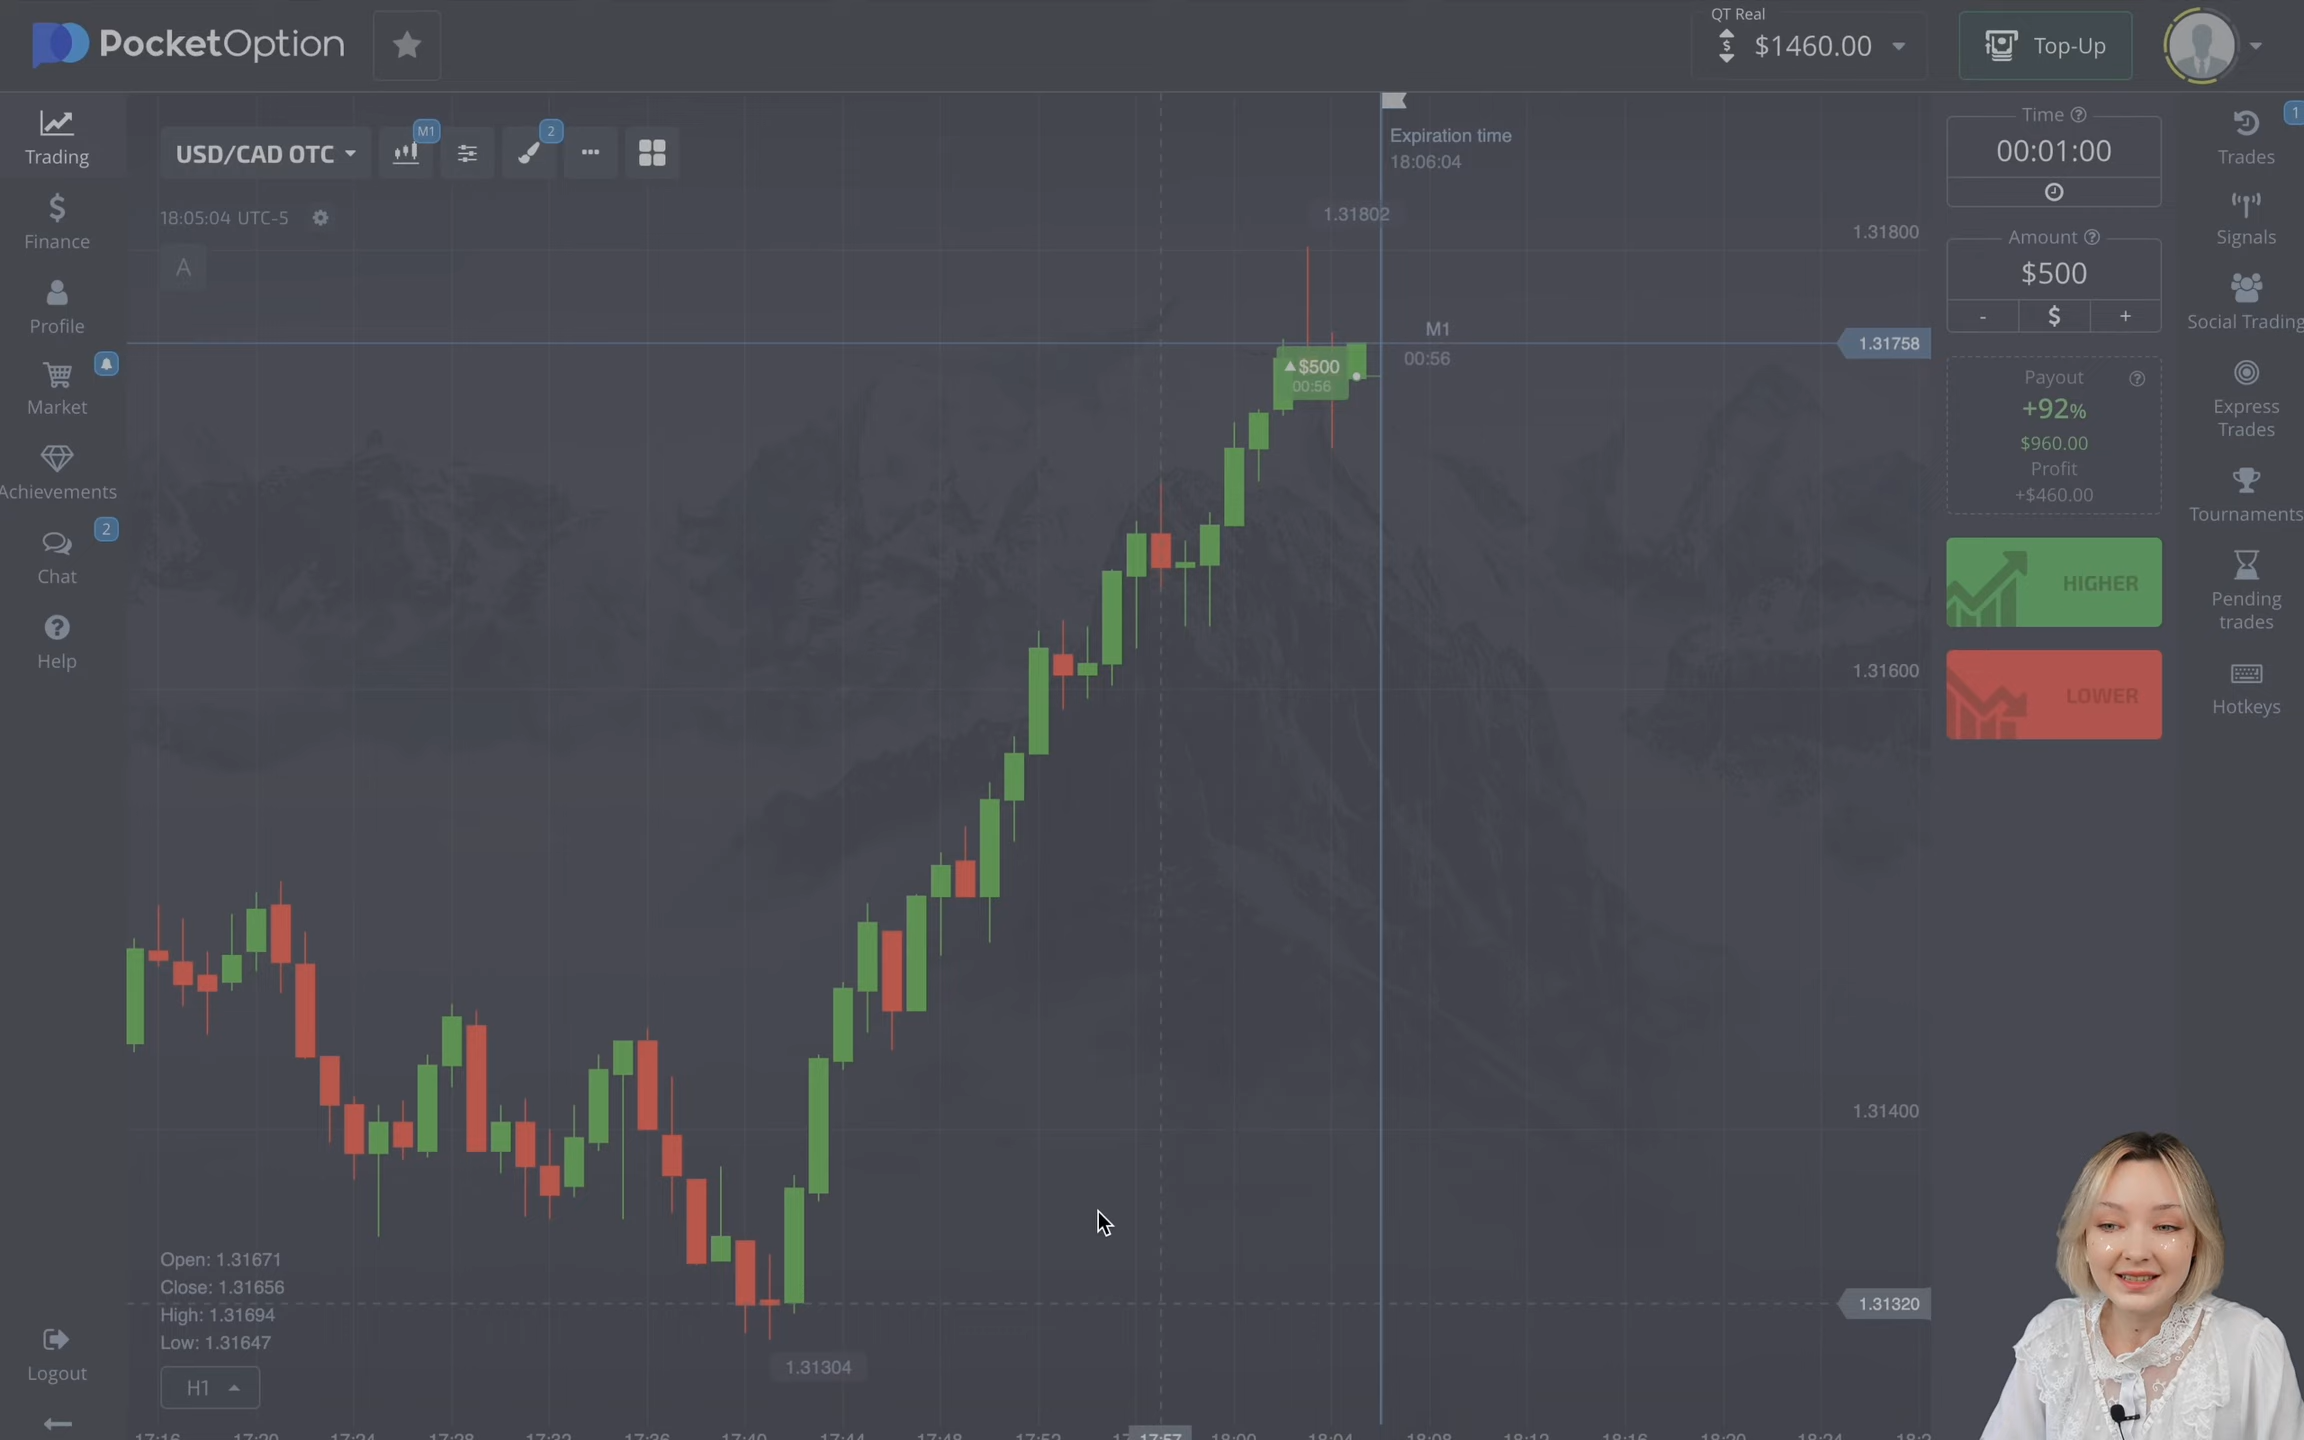 PocketOption
QT Real
$1460.00
Top-Up
Trading
Finance
Profile
Market
Achievements
2
Chat
Help
Logout
USD/CAD OTC
M1
2
18:05:04 UTC-5
A
Expiration time
18:06:04
1.31802
1.31800
M1
00:56
1.31758
$500
00:56
1.31600
1.31400
1.31320
1.31304
Open: 1.31671
Close: 1.31656
High: 1.31694
Low: 1.31647
H1
17:57
Time
00:01:00
Amount
$500
-
$
+
Payout
+92%
$960.00
Profit
+$460.00
HIGHER
LOWER
1
Trades
Signals
Social Trading
Express
Trades
Tournaments
Pending
trades
Hotkeys